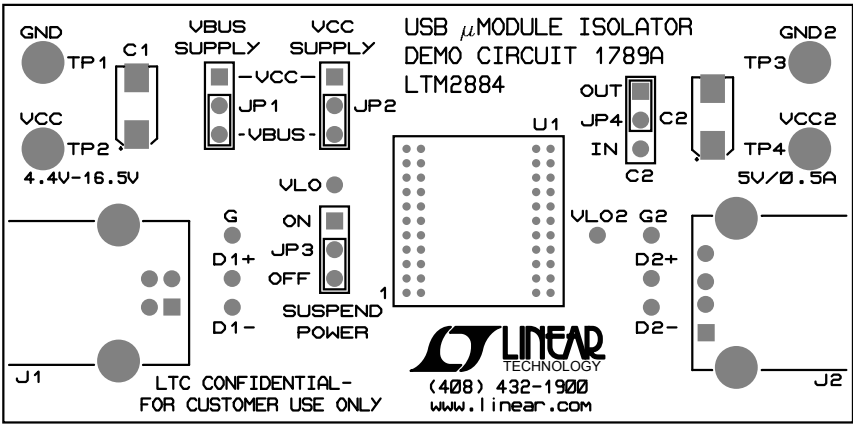 USB μMODULE ISOLATOR
DEMO CIRCUIT 1789A
LTM2884
GND
TP1
C1
VCC
TP2
4.4V-16.5V
VBUS
SUPPLY
VCC
SUPPLY
-VCC-
JP1
JP2
-VBUS-
GND2
TP3
OUT
JP4
C2
IN
C2
VCC2
TP4
5V/0.5A
U1
1
VLO
ON
JP3
OFF
SUSPEND
POWER
G
D1+
D1-
VLO2
G2
D2+
D2-
J1
J2
LTC CONFIDENTIAL-
FOR CUSTOMER USE ONLY
LINEAR
TECHNOLOGY
(408) 432-1900
www.linear.com